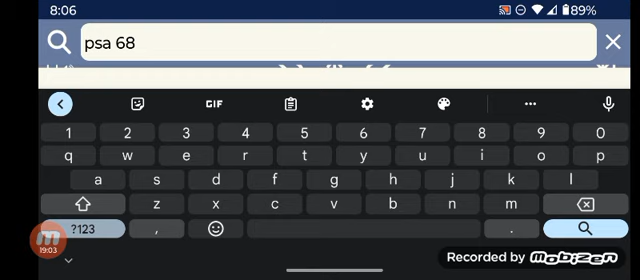 8:06
89%
psa 68
GIF
1 2 3 4 5 6 7 8 9 0
q w e r t y u i o p
a s d f g h j k l
z x c v b n m
?123 , .
19:03
Recorded by mobizen